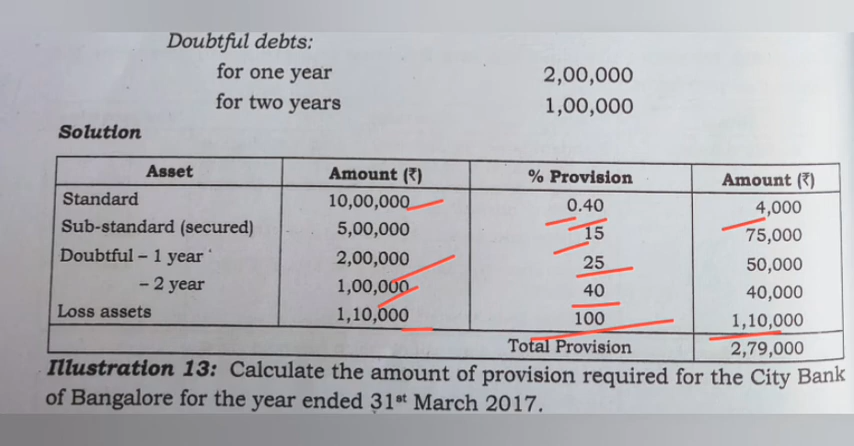 Doubtful debts:
for one year 2,00,000
for two years 1,00,000
Solution
Asset Amount (₹) % Provision Amount (₹)
Standard 10,00,000 0.40 4,000
Sub-standard (secured) 5,00,000 15 75,000
Doubtful – 1 year 2,00,000 25 50,000
– 2 year 1,00,000 40 40,000
Loss assets 1,10,000 100 1,10,000
Total Provision 2,79,000
Illustration 13: Calculate the amount of provision required for the City Bank
of Bangalore for the year ended 31st March 2017.